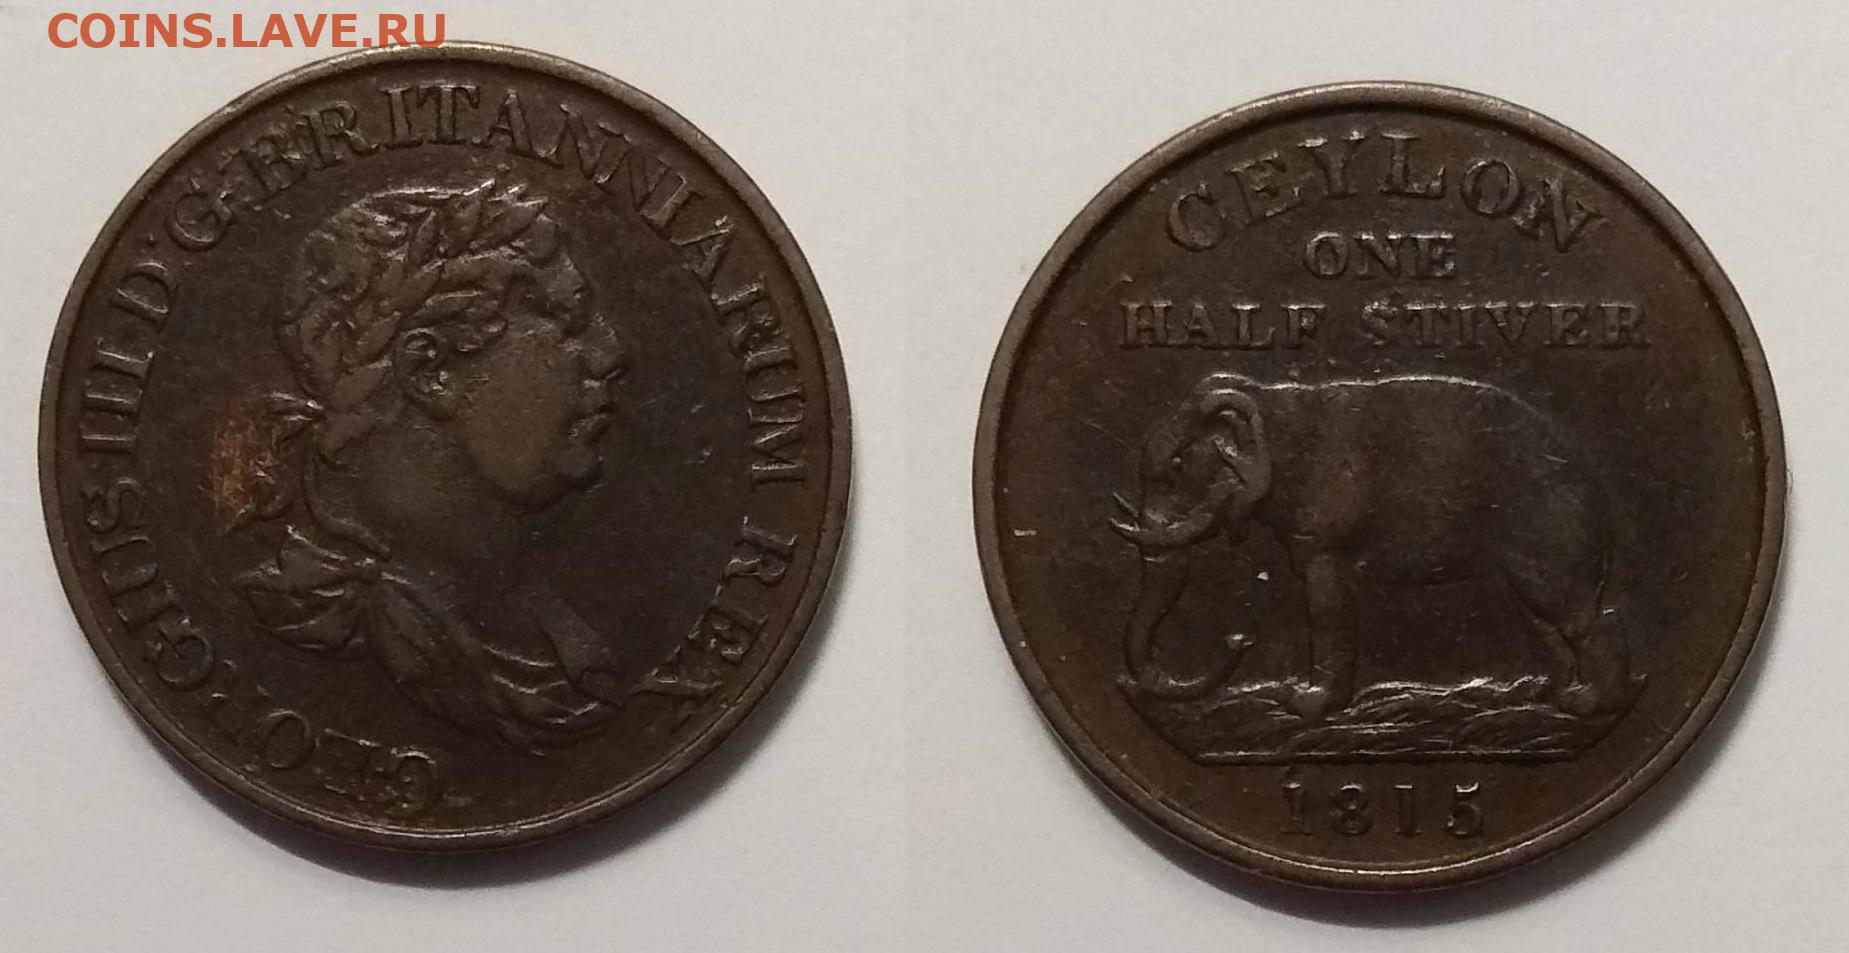 COINS.LAVE.RU
GEORGIUS III D:G:BRITANNIARUM REX
CEYLON
ONE
HALF STIVER
1815